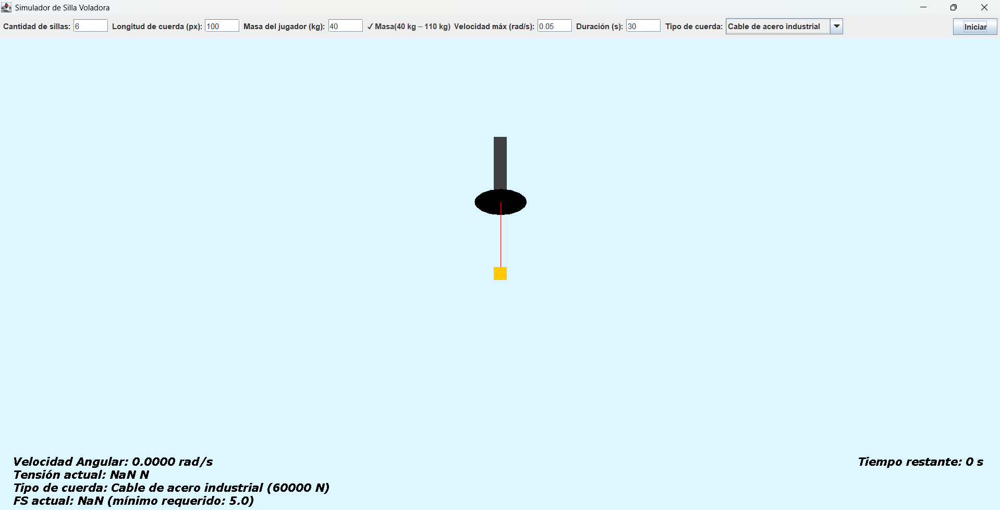 Simulador de Silla Voladora
Cantidad de sillas: 6 Longitud de cuerda (px): 100 Masa del jugador (kg): 40 ✓ Masa(40 kg – 110 kg) Velocidad máx (rad/s): 0.05 Duración (s): 30 Tipo de cuerda: Cable de acero industrial Iniciar
Velocidad Angular: 0.0000 rad/s Tiempo restante: 0 s
Tensión actual: NaN N
Tipo de cuerda: Cable de acero industrial (60000 N)
FS actual: NaN (mínimo requerido: 5.0)